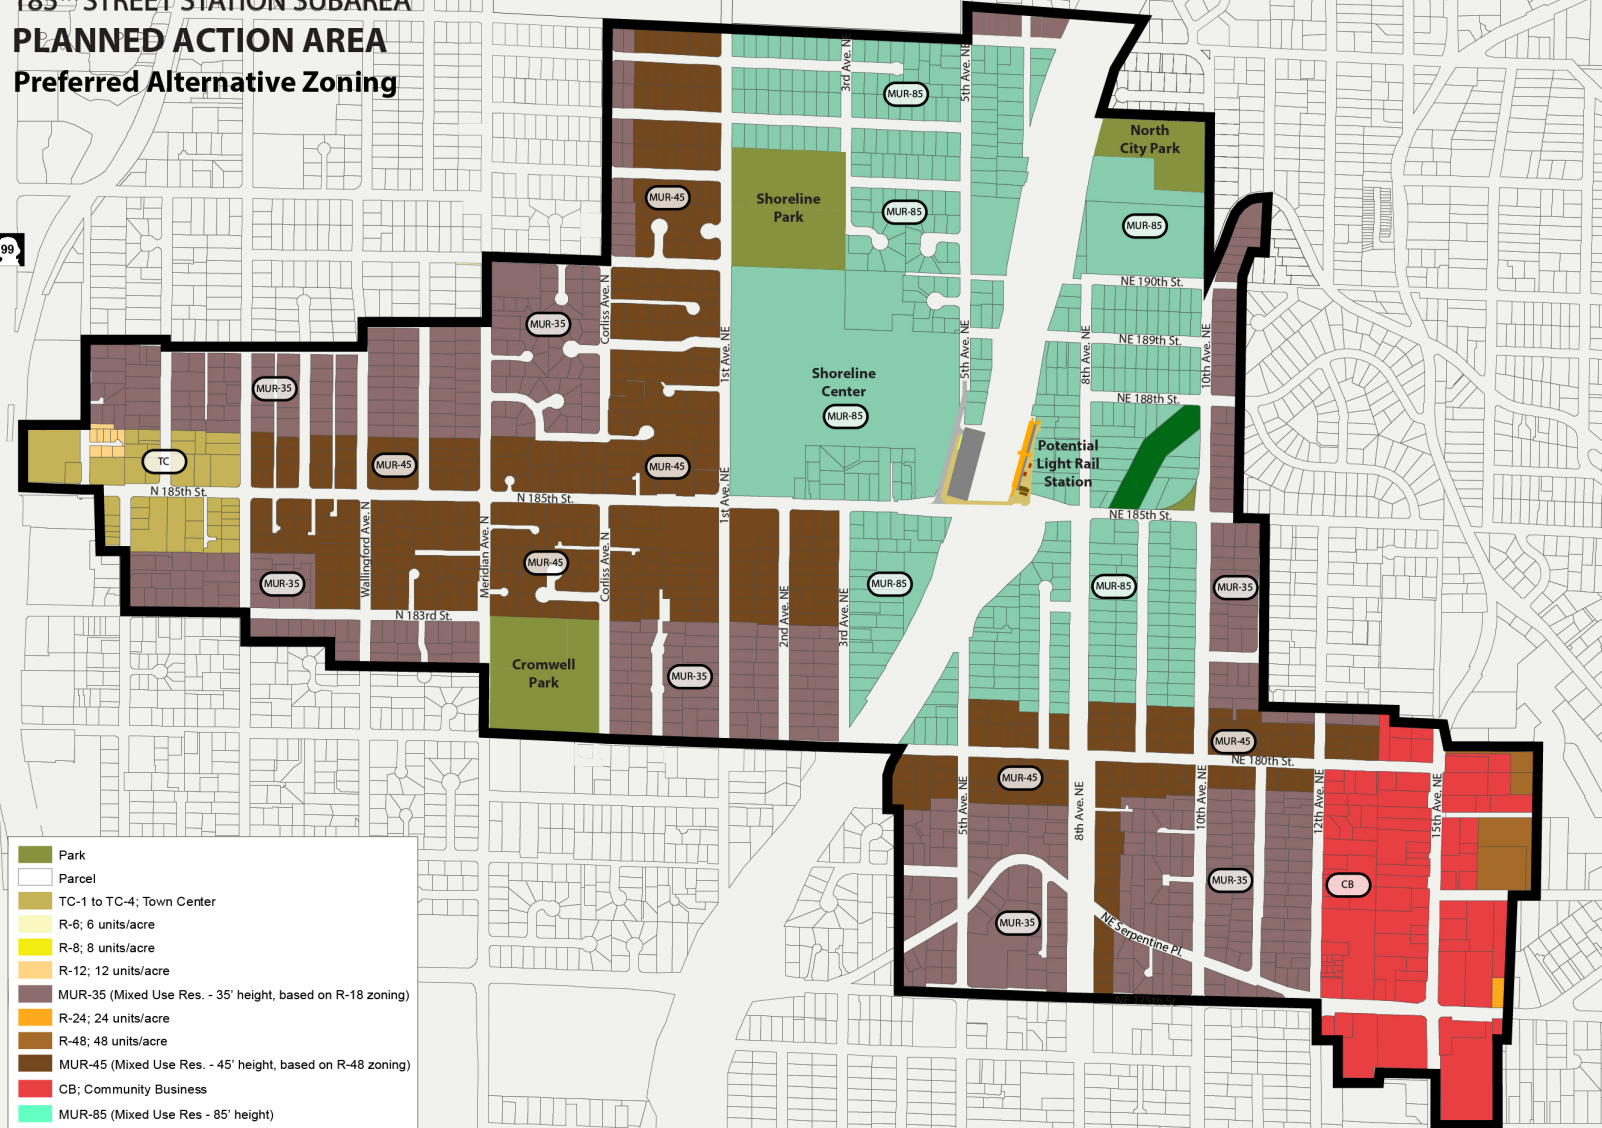 185TH STREET STATION SUBAREA
PLANNED ACTION AREA
Preferred Alternative Zoning
99
3rd Ave. NE
5th Ave. NE
MUR-85
North
City Park
MUR-45
Shoreline
Park
MUR-85
MUR-85
NE 190th St.
Corliss Ave. N
MUR-35
1st Ave. NE
5th Ave. NE
8th Ave. NE
NE 189th St.
10th Ave. NE
MUR-35
Shoreline
Center
MUR-85
NE 188th St.
TC
MUR-45
MUR-45
Potential
Light Rail
Station
N 185th St.
N 185th St.
1st Ave. NE
NE 185th St.
Wallingford Ave. N
Meridian Ave. N
MUR-45
Corliss Ave. N
MUR-35
2nd Ave. NE
3rd Ave. NE
MUR-85
MUR-85
MUR-35
N 183rd St.
Cromwell
Park
MUR-35
MUR-45
NE 180th St.
MUR-45
5th Ave. NE
8th Ave. NE
10th Ave. NE
12th Ave. NE
15th Ave. NE
MUR-35
CB
MUR-35
NE Serpentine Pl.
NE 175th St.
Park
Parcel
TC-1 to TC-4; Town Center
R-6; 6 units/acre
R-8; 8 units/acre
R-12; 12 units/acre
MUR-35 (Mixed Use Res. - 35' height, based on R-18 zoning)
R-24; 24 units/acre
R-48; 48 units/acre
MUR-45 (Mixed Use Res. - 45' height, based on R-48 zoning)
CB; Community Business
MUR-85 (Mixed Use Res - 85' height)